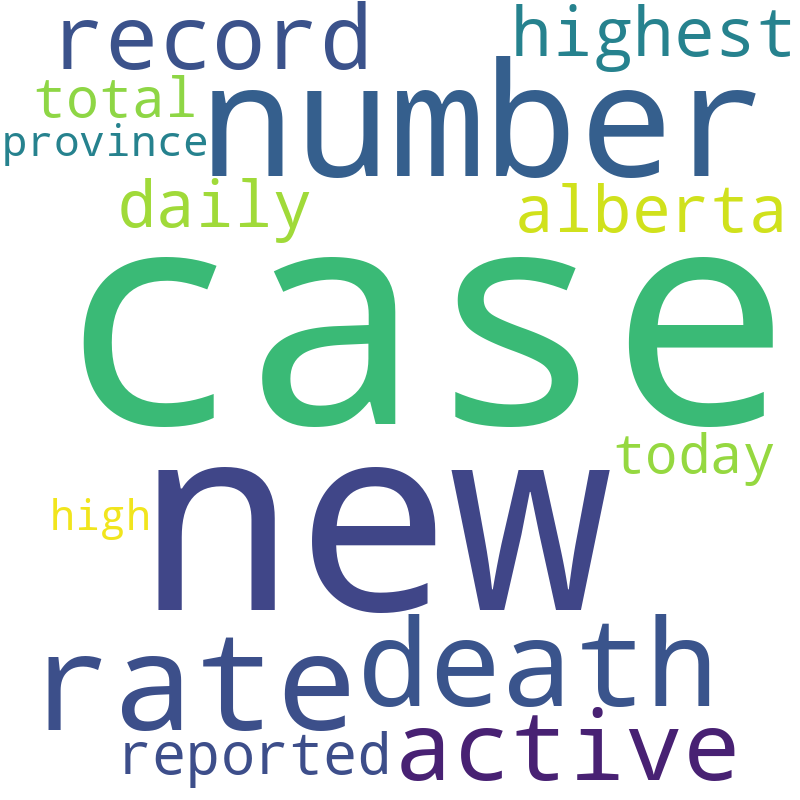 record highest
total number
province
daily alberta
case
today
new
high
rate death
reported active